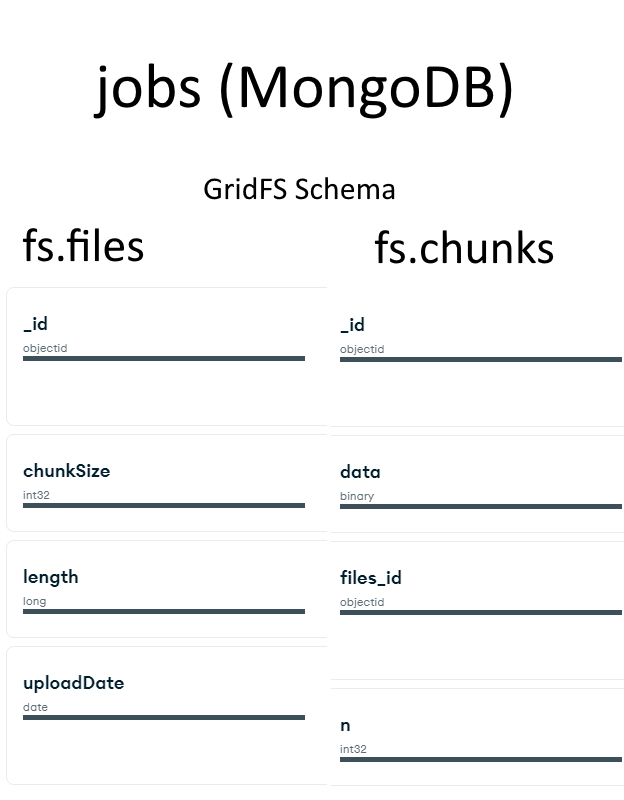 jobs (MongoDB)
GridFS Schema
fs.files
_id
objectid
chunkSize
int32
length
long
uploadDate
date
fs.chunks
_id
objectid
data
binary
files_id
objectid
n
int32